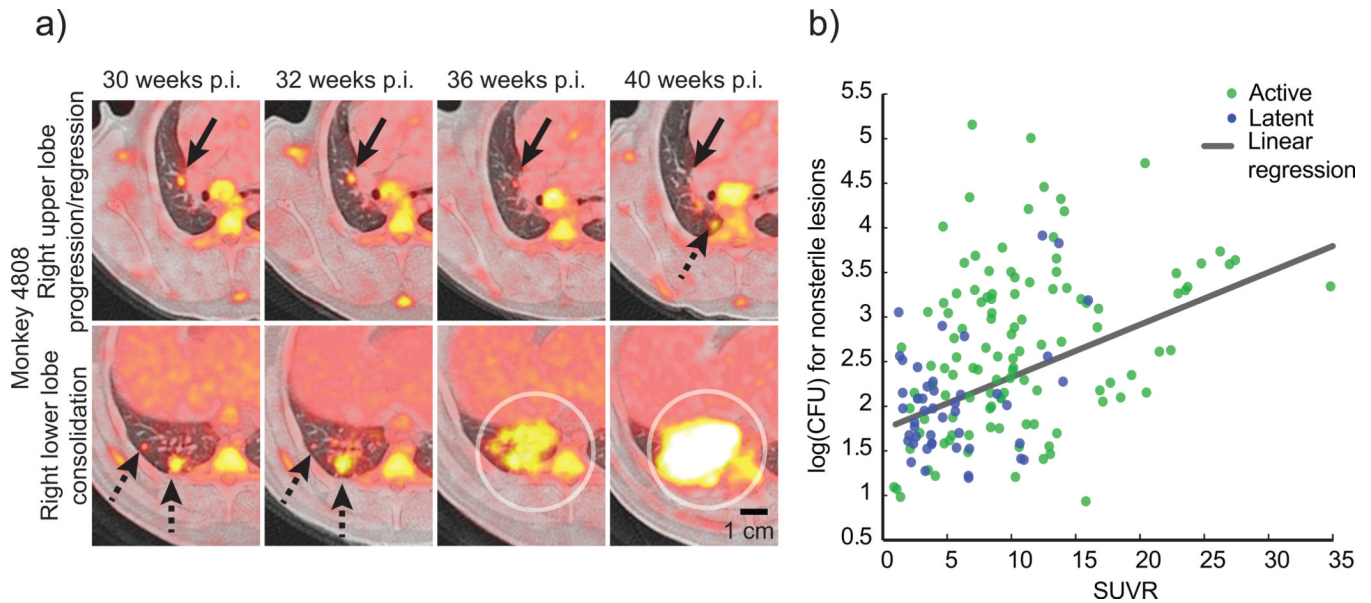 a)
30 weeks p.i.
32 weeks p.i.
36 weeks p.i.
40 weeks p.i.
Monkey 4808
Right upper lobe
progression/regression
Right lower lobe
consolidation
1 cm
b)
Active
Latent
Linear
regression
log(CFU) for nonsterile lesions
5.5
5
4.5
4
3.5
3
2.5
2
1.5
1
0.5
0
5
10
15
20
25
30
35
SUVR